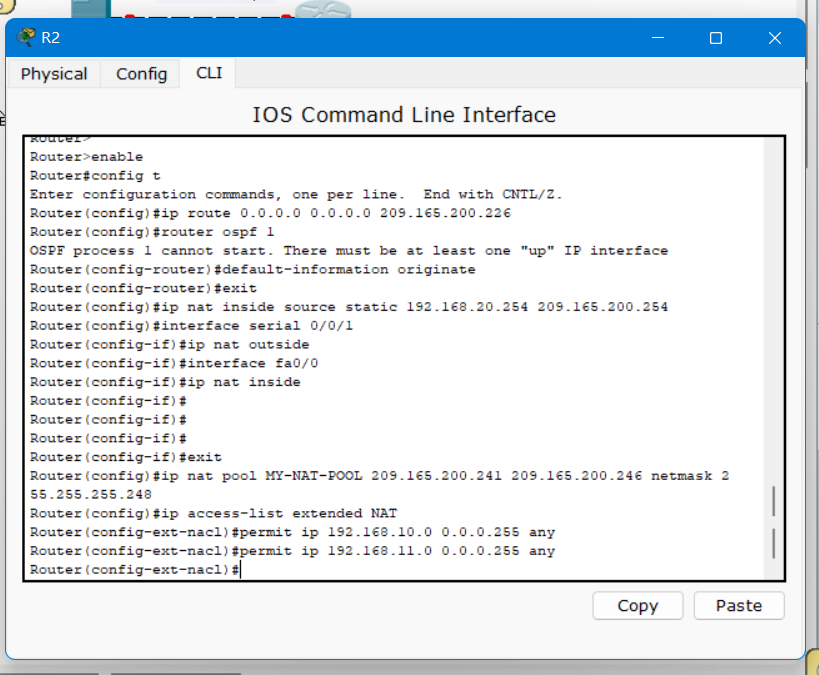 R2
Physical Config CLI
IOS Command Line Interface
Router>
Router>enable
Router#config t
Enter configuration commands, one per line.  End with CNTL/Z.
Router(config)#ip route 0.0.0.0 0.0.0.0 209.165.200.226
Router(config)#router ospf 1
OSPF process 1 cannot start. There must be at least one "up" IP interface
Router(config-router)#default-information originate
Router(config-router)#exit
Router(config)#ip nat inside source static 192.168.20.254 209.165.200.254
Router(config)#interface serial 0/0/1
Router(config-if)#ip nat outside
Router(config-if)#interface fa0/0
Router(config-if)#ip nat inside
Router(config-if)#
Router(config-if)#
Router(config-if)#
Router(config-if)#exit
Router(config)#ip nat pool MY-NAT-POOL 209.165.200.241 209.165.200.246 netmask 2
55.255.255.248
Router(config)#ip access-list extended NAT
Router(config-ext-nacl)#permit ip 192.168.10.0 0.0.0.255 any
Router(config-ext-nacl)#permit ip 192.168.11.0 0.0.0.255 any
Router(config-ext-nacl)#
Copy Paste